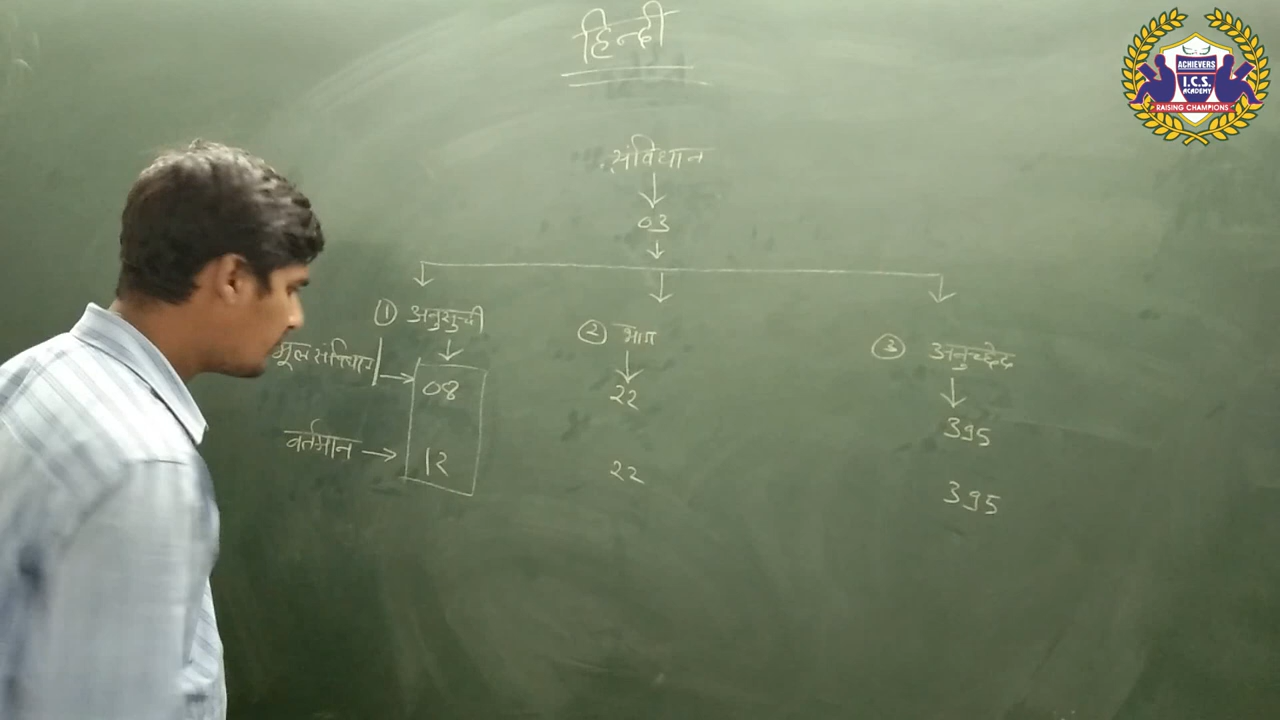 हिन्दी
संविधान
03
① अनुसुची
② भाग
③ अनुच्छेद
मूल संविधान
08
22
395
वर्तमान
12
22
395
ACHIEVERS
I.C.S.
ACADEMY
RAISING CHAMPIONS